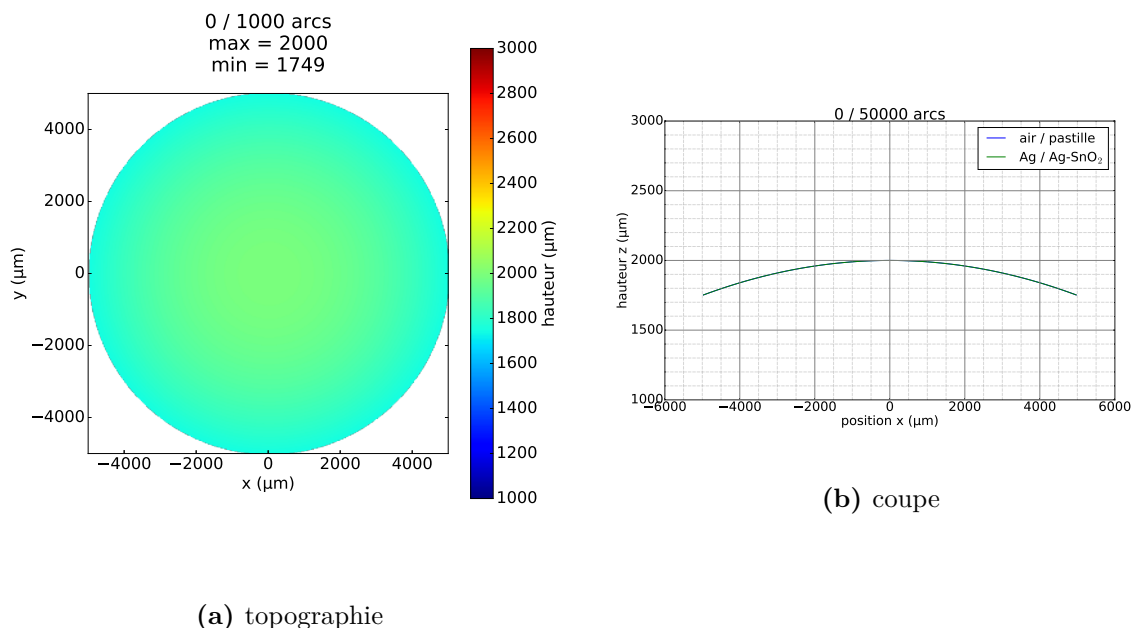 0 / 1000 arcs
max = 2000
min = 1749
y (μm)
4000
2000
0
−2000
−4000
−4000
−2000
0
2000
4000
x (μm)
3000
2800
2600
2400
2200
2000
1800
1600
1400
1200
1000
hauteur (μm)
(a) topographie
0 / 50000 arcs
air / pastille
Ag / Ag-SnO₂
hauteur z (μm)
3000
2500
2000
1500
1000
−6000
−4000
−2000
0
2000
4000
6000
position x (μm)
(b) coupe